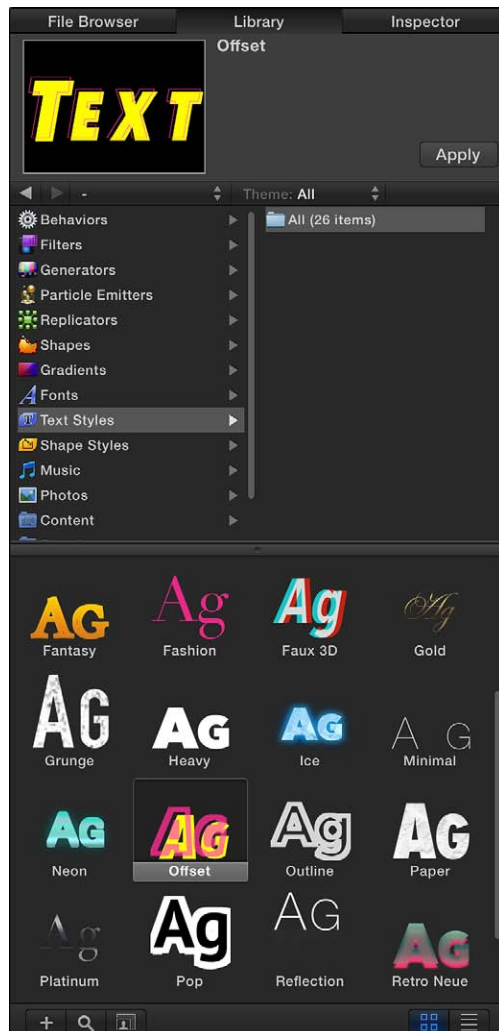 File Browser
Library
Inspector
Offset
TEXT
Apply
-
Theme: All
Behaviors
Filters
Generators
Particle Emitters
Replicators
Shapes
Gradients
Fonts
Text Styles
Shape Styles
Music
Photos
Content
All (26 items)
AG
Ag
Ag
Ag
Fantasy
Fashion
Faux 3D
Gold
AG
AG
AG
A G
Grunge
Heavy
Ice
Minimal
AG
AG
Ag
AG
Neon
Offset
Outline
Paper
Ag
Ag
AG
AG
Platinum
Pop
Reflection
Retro Neue